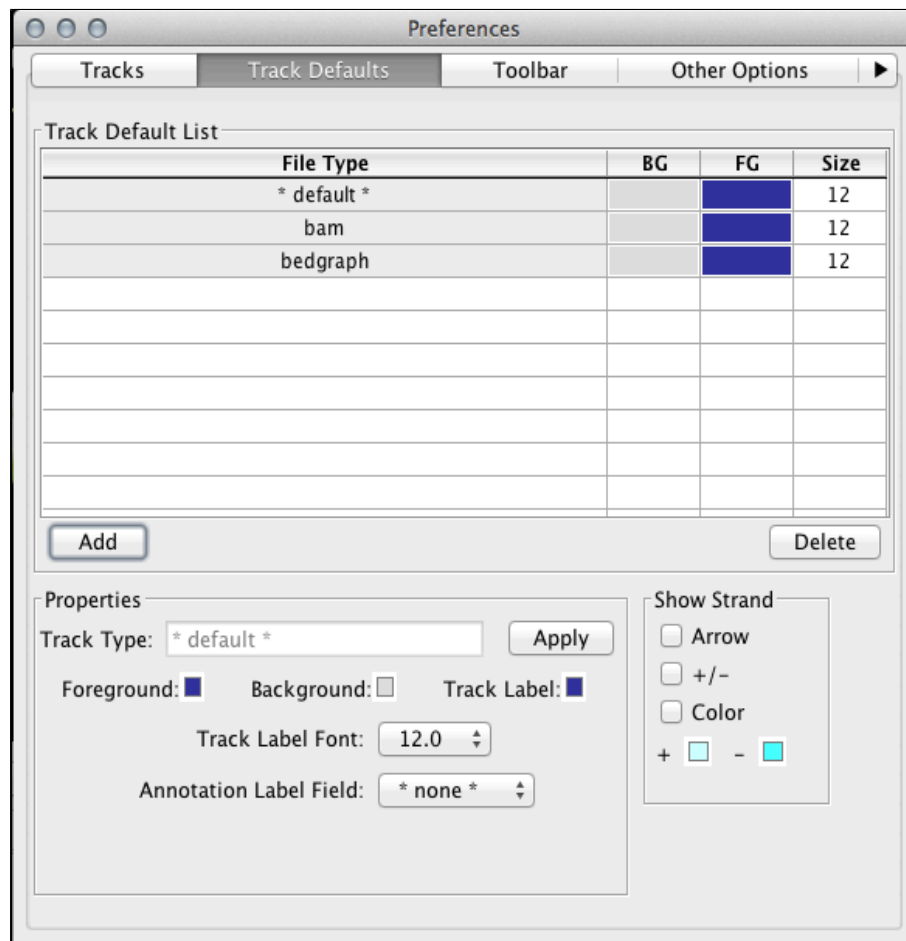 Preferences
Tracks Track Defaults Toolbar Other Options
Track Default List
File Type BG FG Size
* default * 12
bam 12
bedgraph 12
Add Delete
Properties
Track Type: * default * Apply
Foreground: Background: Track Label:
Track Label Font: 12.0
Annotation Label Field: * none *
Show Strand
Arrow
+/-
Color
+ -